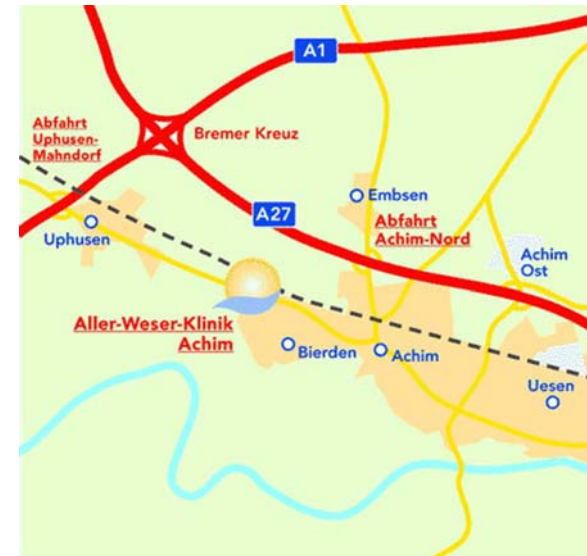 A1
Abfahrt
Uphusen-
Mahndorf
Bremer Kreuz
Embsen
A27
Abfahrt
Achim-Nord
Uphusen
Achim
Ost
Aller-Weser-Klinik
Achim
Bierden
Achim
Uesen